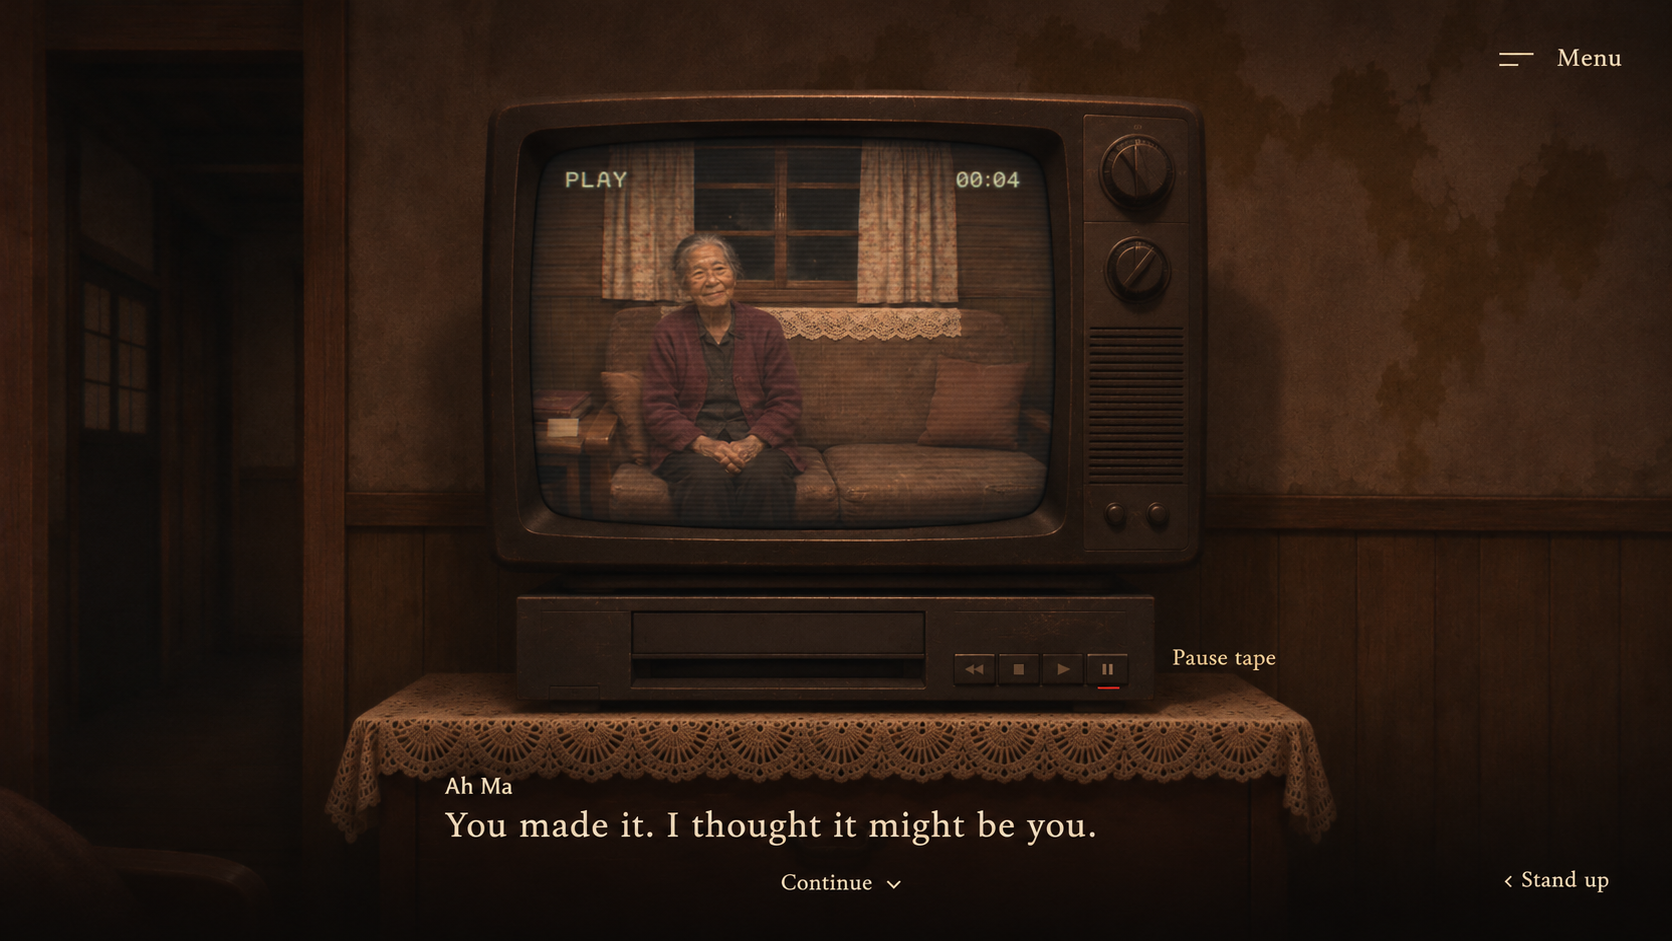 Menu
PLAY
00:04
Pause tape
Ah Ma
You made it. I thought it might be you.
Continue
Stand up